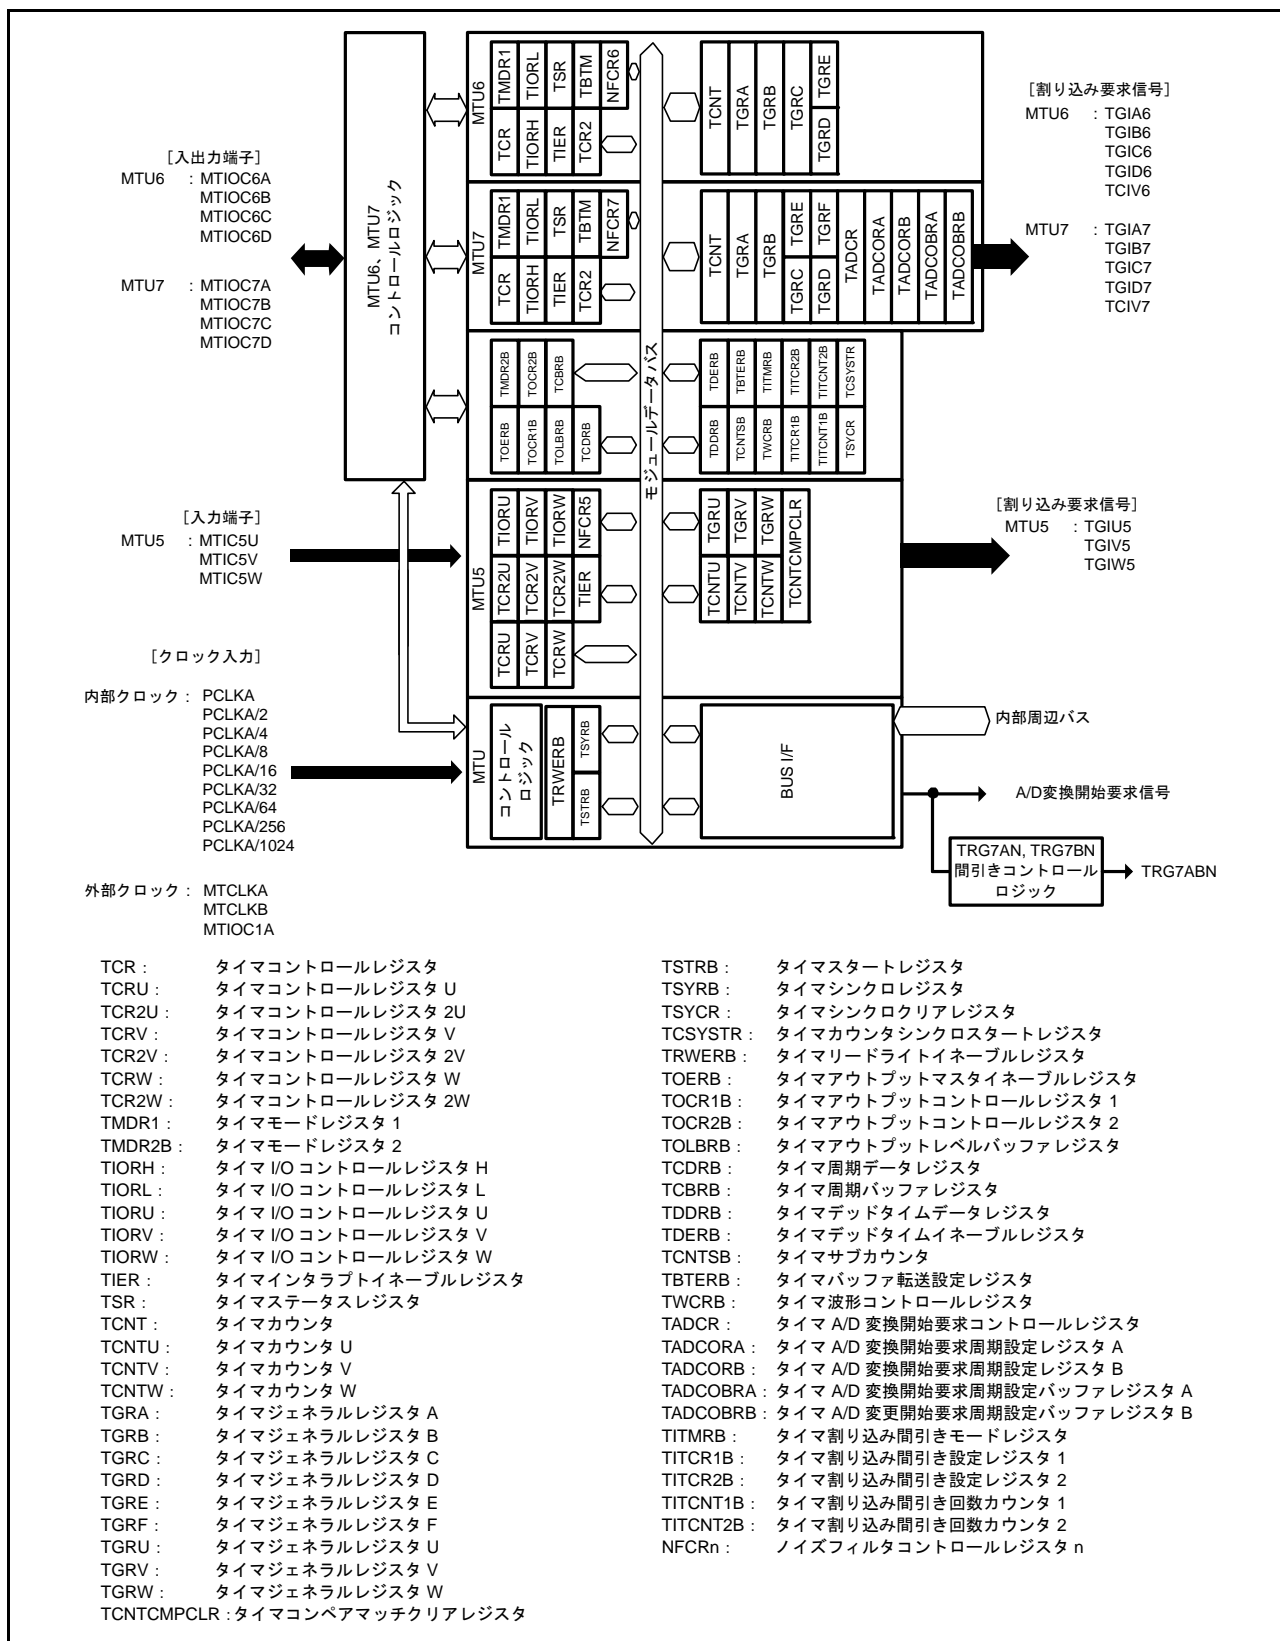 [入出力端子]
MTU6 : MTIOC6A
MTIOC6B
MTIOC6C
MTIOC6D
MTU7 : MTIOC7A
MTIOC7B
MTIOC7C
MTIOC7D
[入力端子]
MTU5 : MTIC5U
MTIC5V
MTIC5W
[クロック入力]
内部クロック : PCLKA
PCLKA/2
PCLKA/4
PCLKA/8
PCLKA/16
PCLKA/32
PCLKA/64
PCLKA/256
PCLKA/1024
外部クロック : MTCLKA
MTCLKB
MTIOC1A
MTU6、MTU7
コントロールロジック
MTU6
TCR
TMDR1
TIORH
TIORL
TIER
TSR
TCR2
TBTM
NFCR6
TCNT
TGRA
TGRB
TGRC
TGRD
TGRE
MTU7
TCR
TMDR1
TIORH
TIORL
TIER
TSR
TCR2
TBTM
NFCR7
TCNT
TGRA
TGRB
TGRC
TGRE
TGRD
TGRF
TADCR
TADCORA
TADCORB
TADCOBRA
TADCOBRB
TOERB
TMDR2B
TOCR1B
TOCR2B
TOLBRB
TCBRB
TCDRB
TDDRB
TDERB
TCNTSB
TBTERB
TWCRB
TITMRB
TITCR1B
TITCR2B
TITCNT1B
TITCNT2B
TSYCR
TCSYSTR
モジュールデータバス
MTU5
TCRU
TCR2U
TIORU
TCRV
TCR2V
TIORV
TCRW
TCR2W
TIORW
TIER
NFCR5
TCNTU
TGRU
TCNTV
TGRV
TCNTW
TGRW
TCNTCMPCLR
MTU
コントロール
ロジック
TRWERB
TSTRB
TSYRB
BUS I/F
[割り込み要求信号]
MTU6 : TGIA6
TGIB6
TGIC6
TGID6
TCIV6
MTU7 : TGIA7
TGIB7
TGIC7
TGID7
TCIV7
[割り込み要求信号]
MTU5 : TGIU5
TGIV5
TGIW5
内部周辺バス
A/D変換開始要求信号
TRG7AN, TRG7BN
間引きコントロール
ロジック
TRG7ABN
TCR : タイマコントロールレジスタ
TCRU : タイマコントロールレジスタ U
TCR2U : タイマコントロールレジスタ 2U
TCRV : タイマコントロールレジスタ V
TCR2V : タイマコントロールレジスタ 2V
TCRW : タイマコントロールレジスタ W
TCR2W : タイマコントロールレジスタ 2W
TMDR1 : タイマモードレジスタ 1
TMDR2B : タイマモードレジスタ 2
TIORH : タイマ I/O コントロールレジスタ H
TIORL : タイマ I/O コントロールレジスタ L
TIORU : タイマ I/O コントロールレジスタ U
TIORV : タイマ I/O コントロールレジスタ V
TIORW : タイマ I/O コントロールレジスタ W
TIER : タイマインタラプトイネーブルレジスタ
TSR : タイマステータスレジスタ
TCNT : タイマカウンタ
TCNTU : タイマカウンタ U
TCNTV : タイマカウンタ V
TCNTW : タイマカウンタ W
TGRA : タイマジェネラルレジスタ A
TGRB : タイマジェネラルレジスタ B
TGRC : タイマジェネラルレジスタ C
TGRD : タイマジェネラルレジスタ D
TGRE : タイマジェネラルレジスタ E
TGRF : タイマジェネラルレジスタ F
TGRU : タイマジェネラルレジスタ U
TGRV : タイマジェネラルレジスタ V
TGRW : タイマジェネラルレジスタ W
TCNTCMPCLR : タイマコンペアマッチクリアレジスタ
TSTRB : タイマスタートレジスタ
TSYRB : タイマシンクロレジスタ
TSYCR : タイマシンクロクリアレジスタ
TCSYSTR : タイマカウンタシンクロスタートレジスタ
TRWERB : タイマリードライトイネーブルレジスタ
TOERB : タイマアウトプットマスタイネーブルレジスタ
TOCR1B : タイマアウトプットコントロールレジスタ 1
TOCR2B : タイマアウトプットコントロールレジスタ 2
TOLBRB : タイマアウトプットレベルバッファレジスタ
TCDRB : タイマ周期データレジスタ
TCBRB : タイマ周期バッファレジスタ
TDDRB : タイマデッドタイムデータレジスタ
TDERB : タイマデッドタイムイネーブルレジスタ
TCNTSB : タイマサブカウンタ
TBTERB : タイマバッファ転送設定レジスタ
TWCRB : タイマ波形コントロールレジスタ
TADCR : タイマ A/D 変換開始要求コントロールレジスタ
TADCORA : タイマ A/D 変換開始要求周期設定レジスタ A
TADCORB : タイマ A/D 変換開始要求周期設定レジスタ B
TADCOBRA : タイマ A/D 変換開始要求周期設定バッファレジスタ A
TADCOBRB : タイマ A/D 変更開始要求周期設定バッファレジスタ B
TITMRB : タイマ割り込み間引きモードレジスタ
TITCR1B : タイマ割り込み間引き設定レジスタ 1
TITCR2B : タイマ割り込み間引き設定レジスタ 2
TITCNT1B : タイマ割り込み間引き回数カウンタ 1
TITCNT2B : タイマ割り込み間引き回数カウンタ 2
NFCRn : ノイズフィルタコントロールレジスタ n